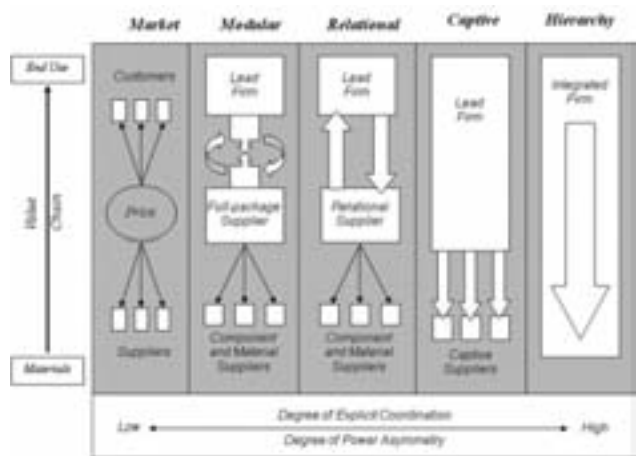 Market Modular Relational Captive Hierarchy
End Use
Customers
Lead
Firm
Lead
Firm
Lead
Firm
Integrated
Firm
Value
Chain
Price
Full-package
Supplier
Relational
Supplier
Suppliers
Component
and Material
Suppliers
Component
and Material
Suppliers
Captive
Suppliers
Materials
Degree of Explicit Coordination
Low High
Degree of Power Asymmetry